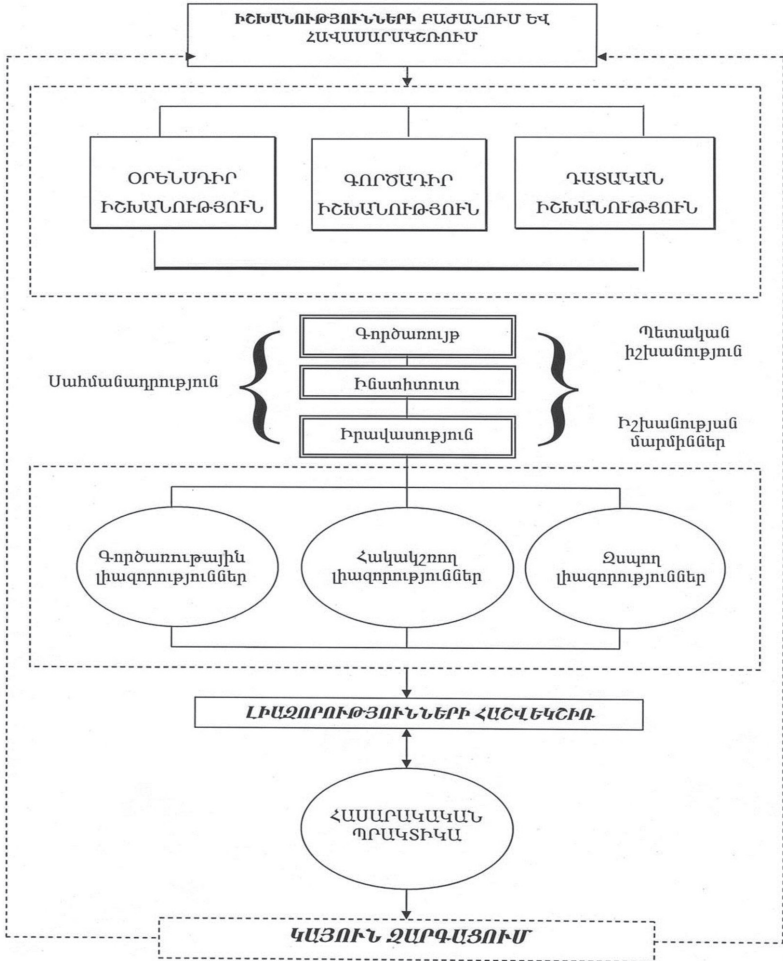 ԻՇԽԱՆՈՒԹՅՈՒՆՆԵՐԻ ԲԱԺԱՆՈՒՄ ԵՎ
ՀԱՎԱՍԱՐԱԿՇՌՈՒՄ
ՕՐԵՆՍԴԻՐ
ԻՇԽԱՆՈՒԹՅՈՒՆ
ԳՈՐԾԱԴԻՐ
ԻՇԽԱՆՈՒԹՅՈՒՆ
ԴԱՏԱԿԱՆ
ԻՇԽԱՆՈՒԹՅՈՒՆ
Սահմանադրություն
Գործառույթ
Ինստիտուտ
Իրավասություն
Պետական
իշխանություն
Իշխանության
մարմիններ
Գործառութային
լիազորություններ
Հակակշռող
լիազորություններ
Զսպող
լիազորություններ
ԼԻԱԶՈՐՈՒԹՅՈՒՆՆԵՐԻ ՀԱՇՎԵԿՇԻՌ
ՀԱՍԱՐԱԿԱԿԱՆ
ՊՐԱԿՏԻԿԱ
ԿԱՅՈՒՆ ԶԱՐԳԱՑՈՒՄ